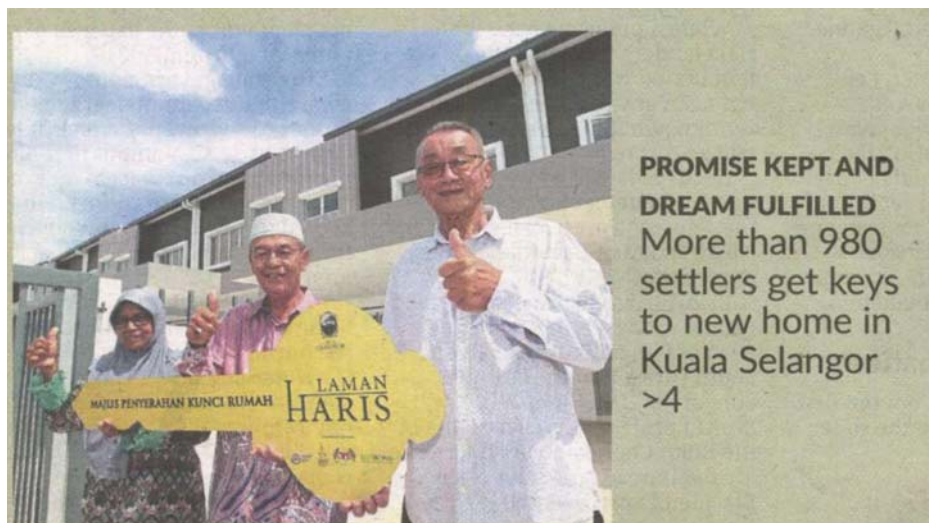 PROMISE KEPT AND
DREAM FULFILLED
More than 980
settlers get keys
to new home in
Kuala Selangor
>4
MAJLIS PENYERAHAN KUNCI RUMAH
LAMAN
HARIS